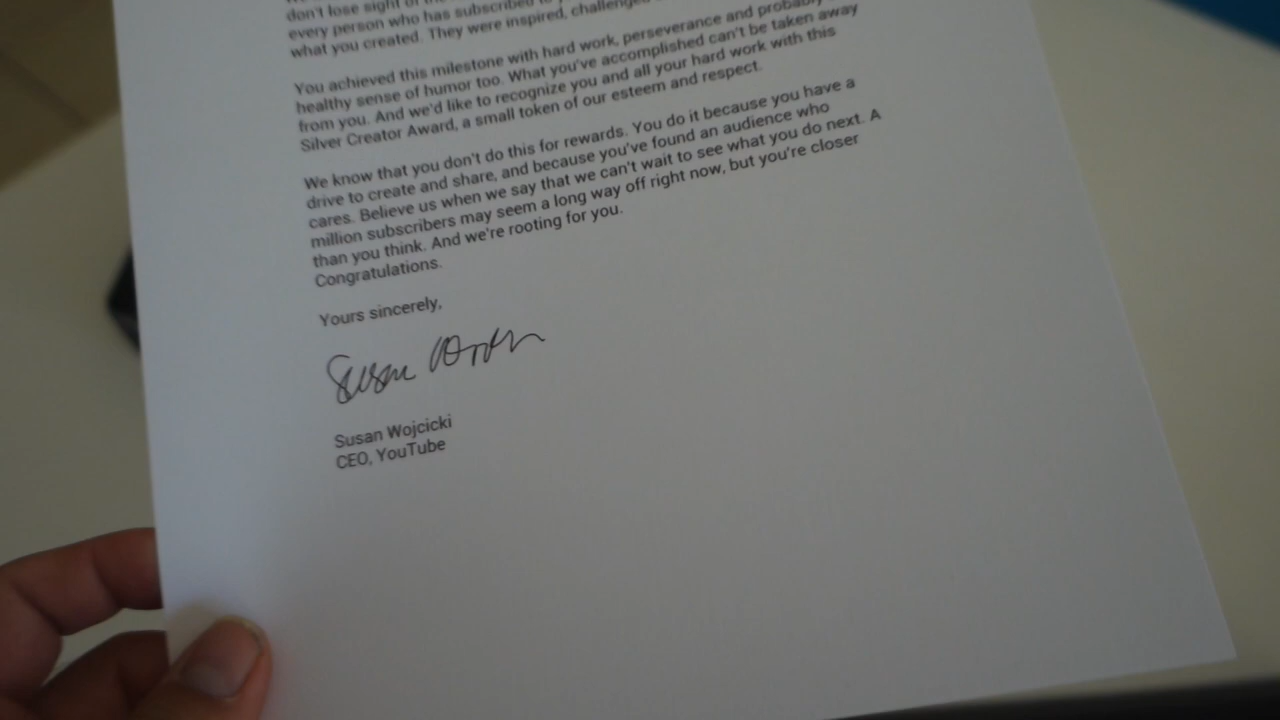 don't lose sight of the
every person who has subscribed to
what you created. They were inspired, challenged
You achieved this milestone with hard work, perseverance and probably
healthy sense of humor too. What you've accomplished can't be taken away
from you. And we'd like to recognize you and all your hard work with this
Silver Creator Award, a small token of our esteem and respect.
We know that you don't do this for rewards. You do it because you have a
drive to create and share, and because you've found an audience who
cares. Believe us when we say that we can't wait to see what you do next. A
million subscribers may seem a long way off right now, but you're closer
than you think. And we're rooting for you.
Congratulations.
Yours sincerely,
Susan
Susan Wojcicki
CEO, YouTube